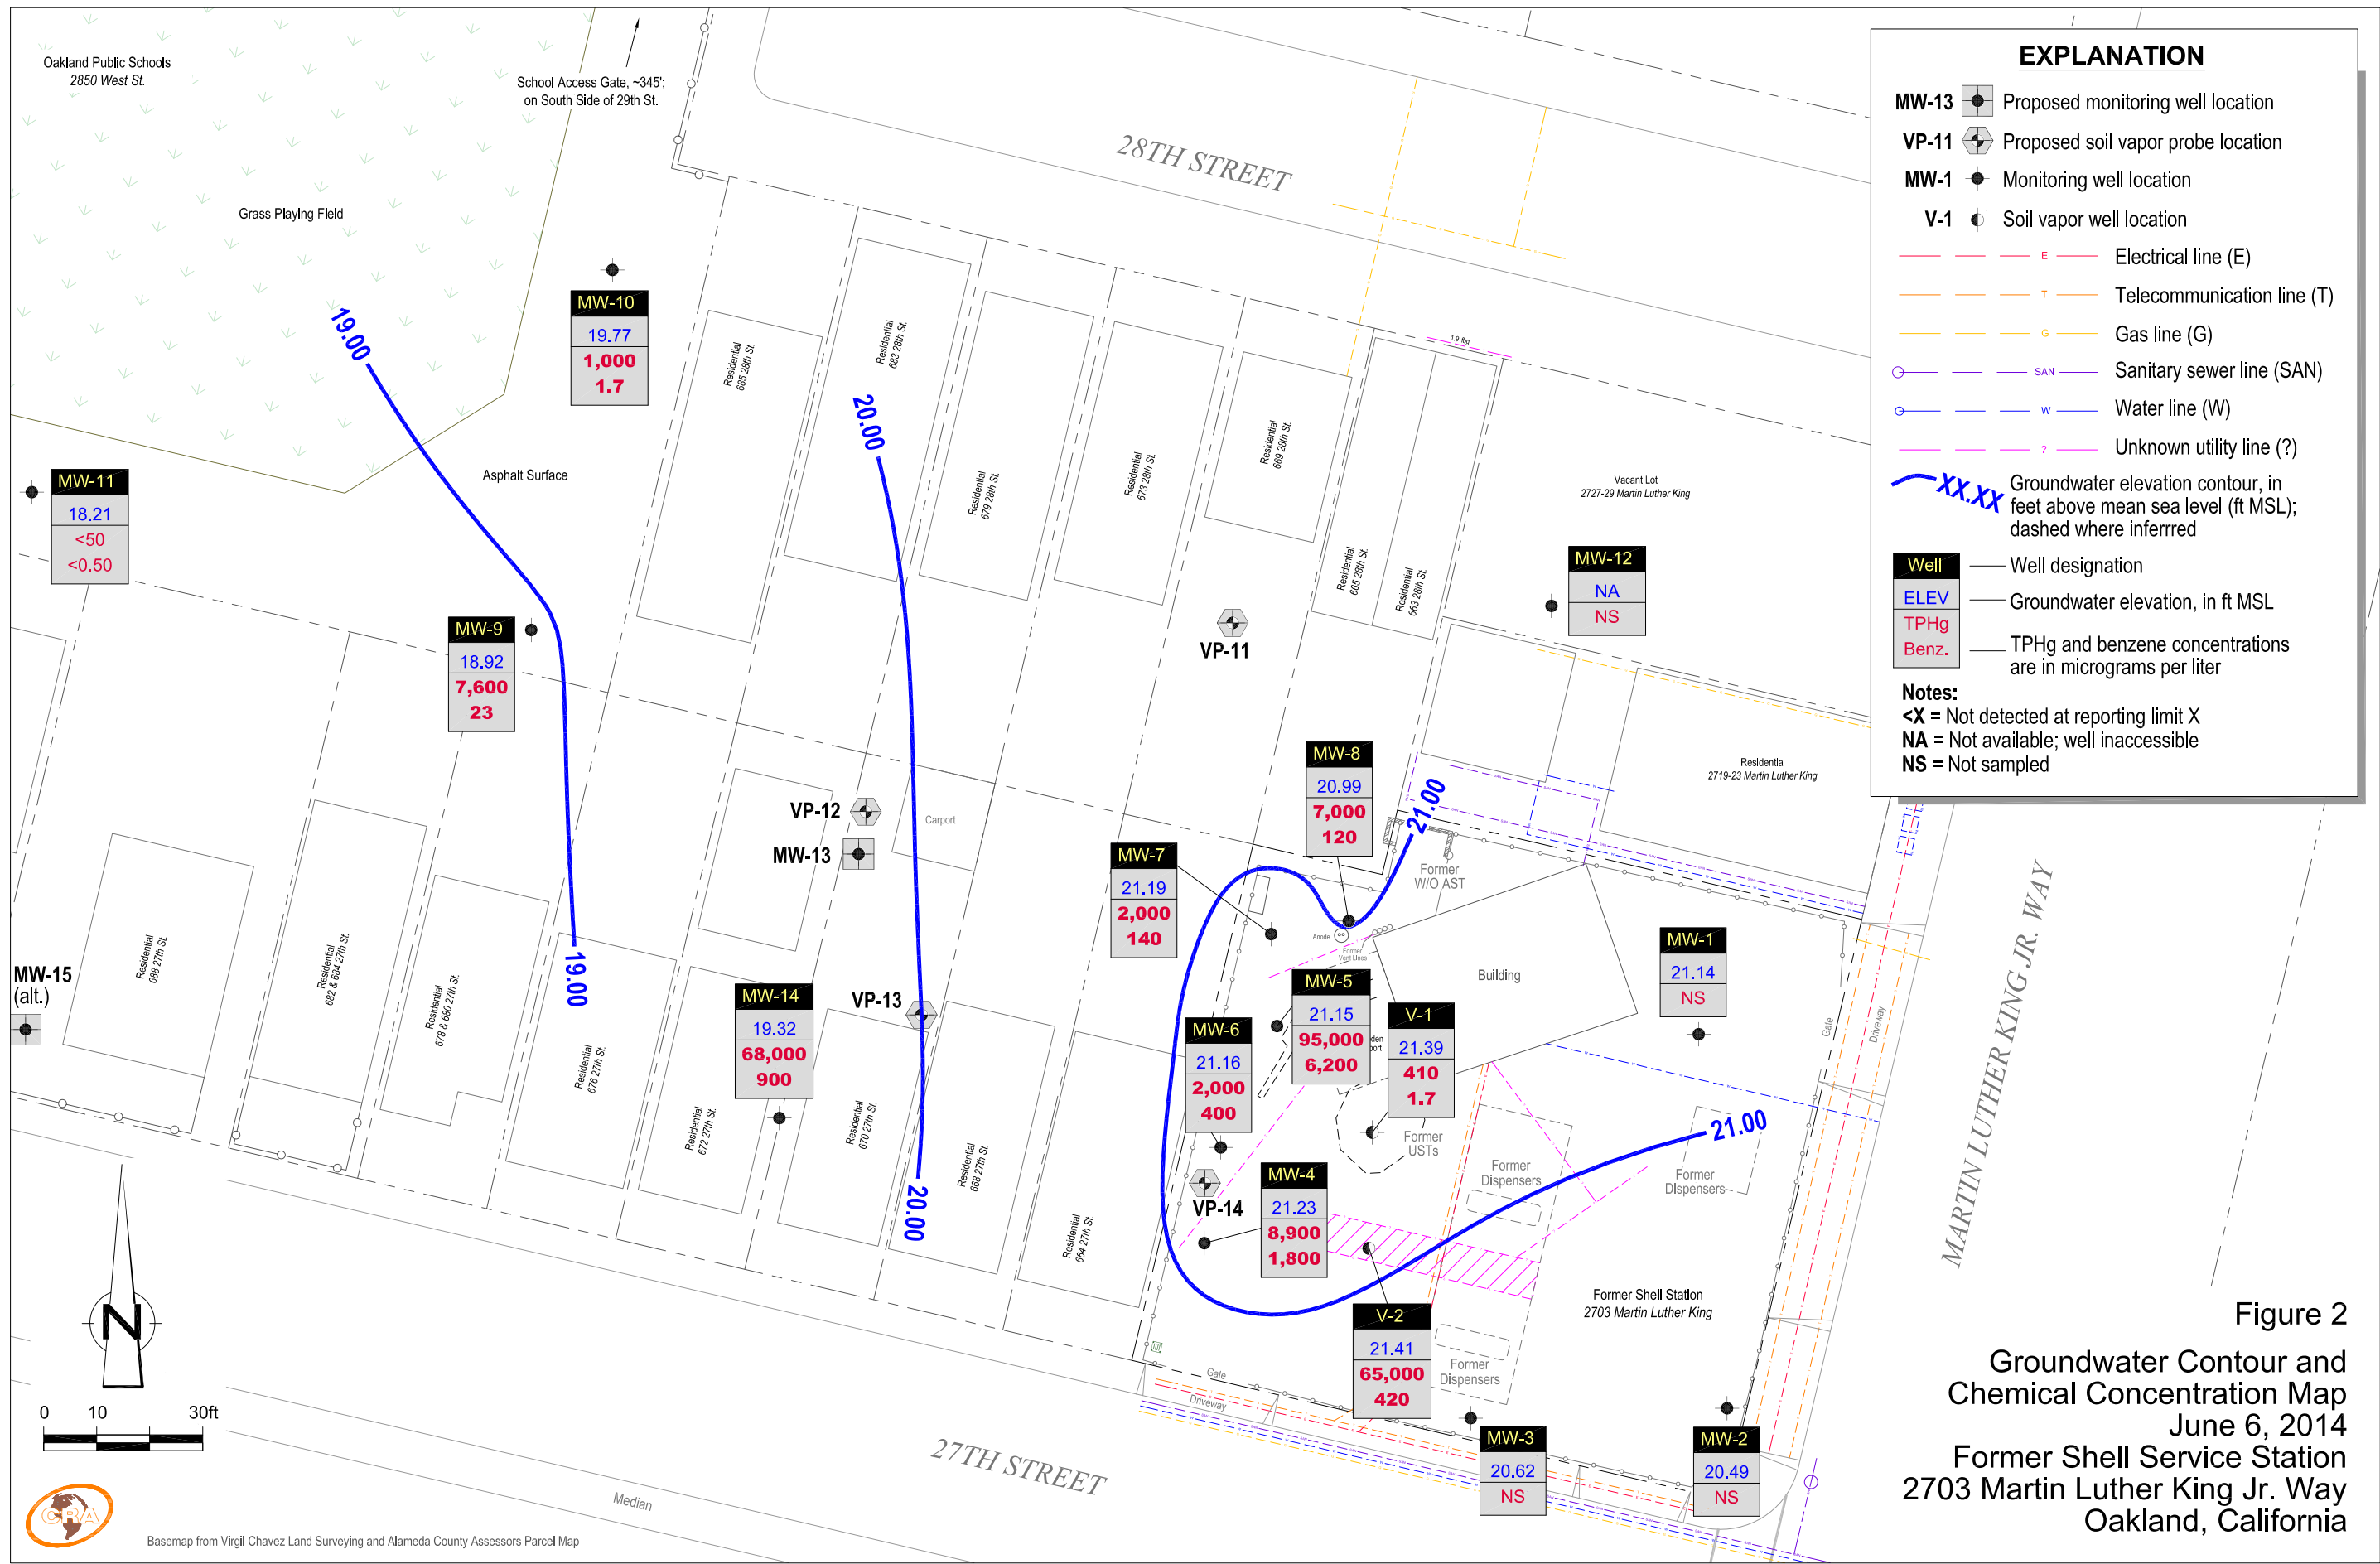 Oakland Public Schools
2850 West St.
School Access Gate, ~345';
on South Side of 29th St.
Grass Playing Field
28TH STREET
EXPLANATION
MW-13 Proposed monitoring well location
VP-11 Proposed soil vapor probe location
MW-1 Monitoring well location
V-1 Soil vapor well location
E Electrical line (E)
T Telecommunication line (T)
G Gas line (G)
SAN Sanitary sewer line (SAN)
W Water line (W)
? Unknown utility line (?)
XX.XX Groundwater elevation contour, in
feet above mean sea level (ft MSL);
dashed where inferrred
Well Well designation
ELEV Groundwater elevation, in ft MSL
TPHg
Benz.
TPHg and benzene concentrations
are in micrograms per liter
Notes:
<X = Not detected at reporting limit X
NA = Not available; well inaccessible
NS = Not sampled
MW-10
19.77
1,000
1.7
19.00
20.00
Asphalt Surface
MW-11
18.21
<50
<0.50
MW-9
18.92
7,600
23
Residential
685 28th St.
Residential
683 28th St.
Residential
679 28th St.
Residential
673 28th St.
Residential
669 28th St.
Residential
665 28th St.
Residential
663 28th St.
1.9' fbg
Vacant Lot
2727-29 Martin Luther King
MW-12
NA
NS
VP-11
Residential
2719-23 Martin Luther King
VP-12
MW-13
Carport
MW-8
20.99
7,000
120
21.00
MW-7
21.19
2,000
140
Former
W/O AST
Anode
Former
Vent Lines
Building
MW-1
21.14
NS
MW-15
(alt.)
Residential
688 27th St.
Residential
682 & 684 27th St.
Residential
678 & 680 27th St.
19.00
Residential
676 27th St.
MW-14
19.32
68,000
900
VP-13
Residential
672 27th St.
Residential
670 27th St.
20.00
Residential
668 27th St.
Residential
664 27th St.
MW-6
21.16
2,000
400
MW-5
21.15
95,000
6,200
V-1
21.39
410
1.7
Former
USTs
VP-14
MW-4
21.23
8,900
1,800
Former
Dispensers
Former
Dispensers
21.00
Gate
Driveway
MARTIN LUTHER KING JR. WAY
Former Shell Station
2703 Martin Luther King
V-2
21.41
65,000
420
Former
Dispensers
Gate
Driveway
MW-3
20.62
NS
MW-2
20.49
NS
N
0 10 30ft
27TH STREET
Median
CRA
Basemap from Virgil Chavez Land Surveying and Alameda County Assessors Parcel Map
Figure 2
Groundwater Contour and
Chemical Concentration Map
June 6, 2014
Former Shell Service Station
2703 Martin Luther King Jr. Way
Oakland, California